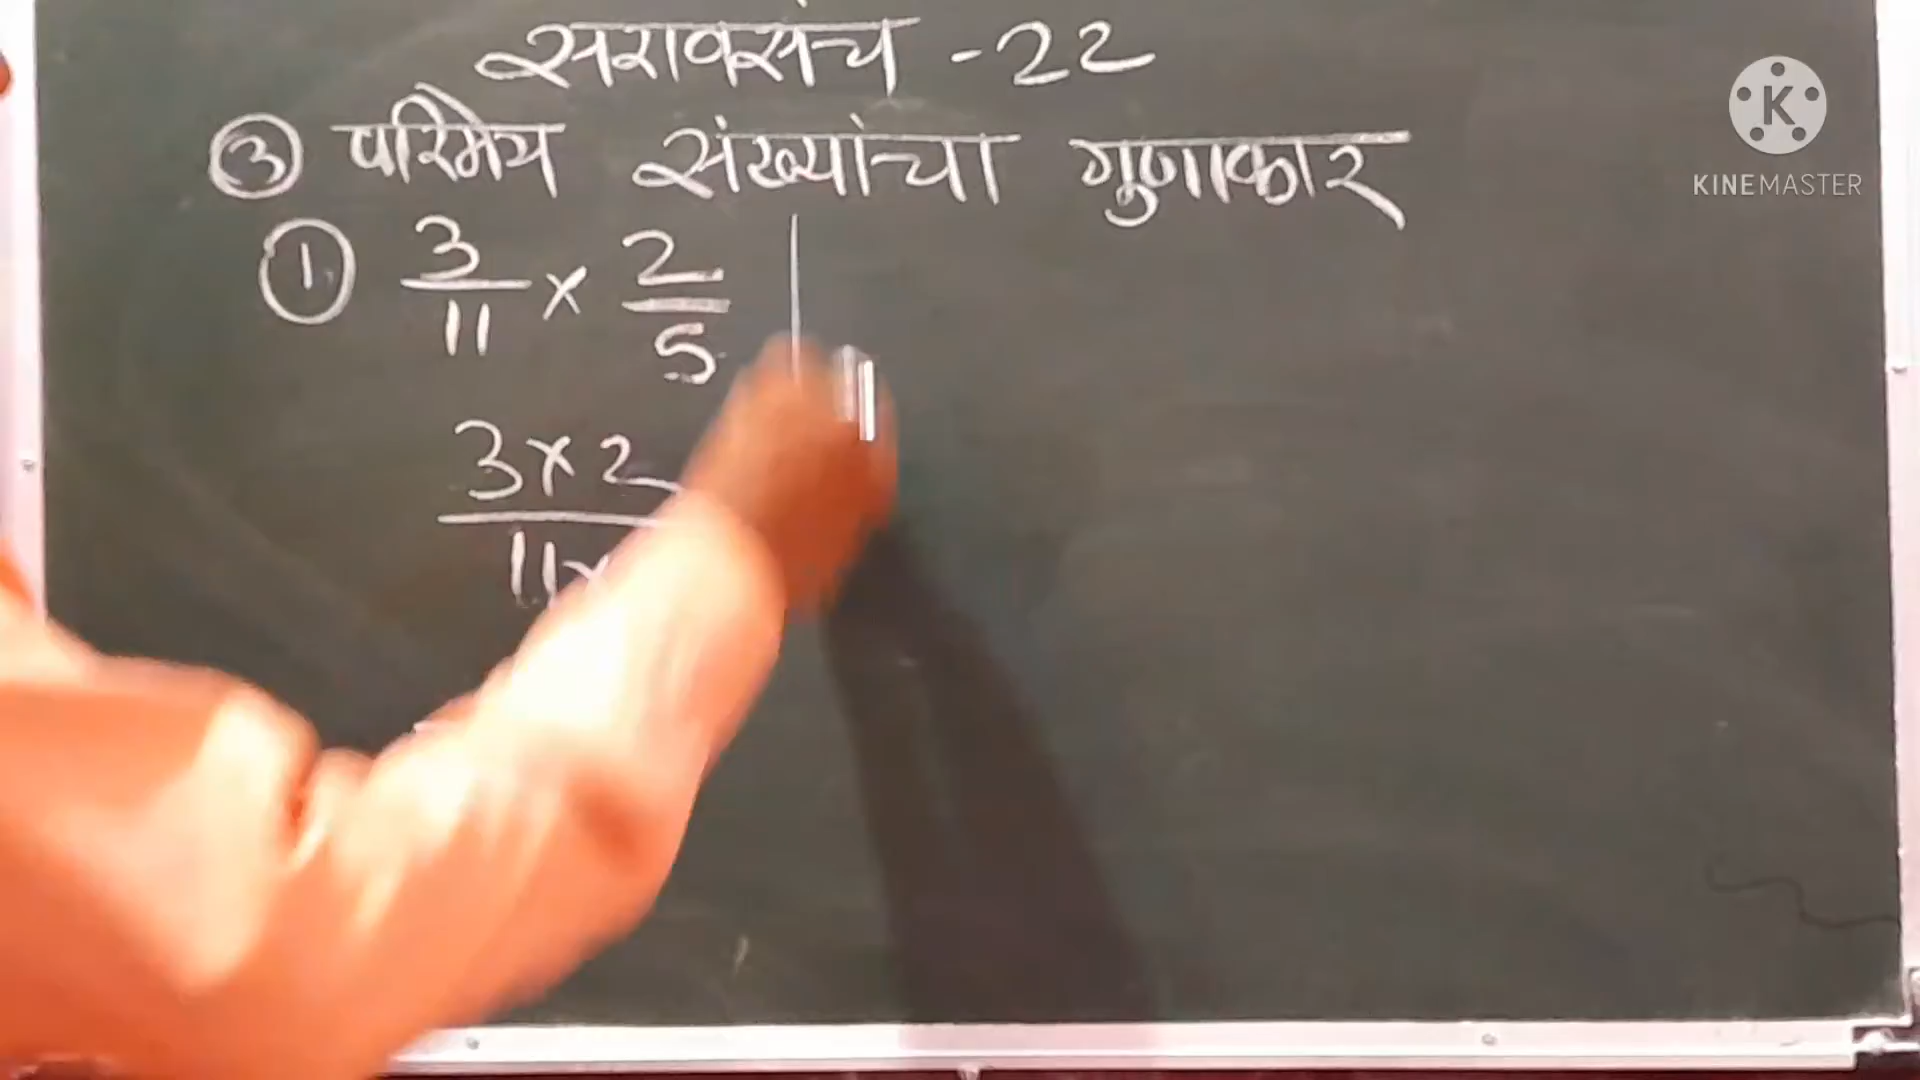 सरावसंच - 22
KINEMASTER
③ परिमेय संख्यांचा गुणाकार
① 3/11 × 2/5
3×2
11×